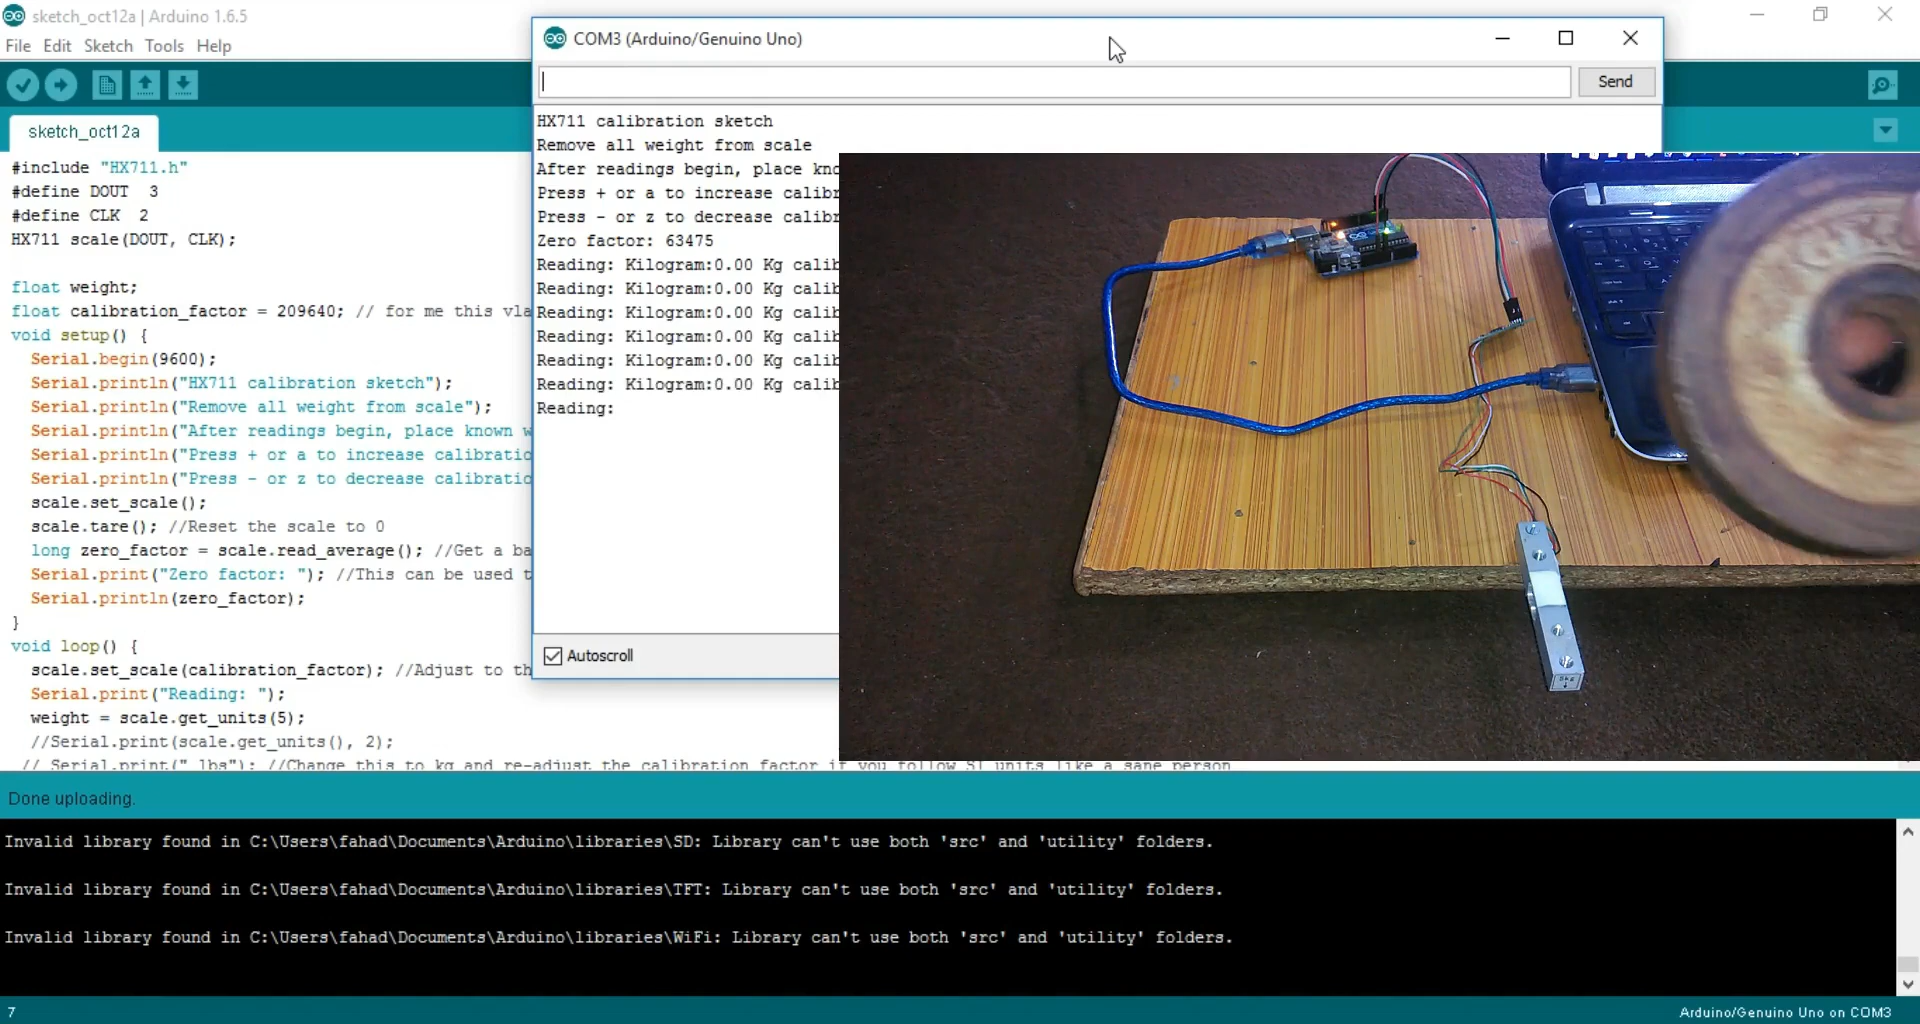 sketch_oct12a | Arduino 1.6.5
File Edit Sketch Tools Help
sketch_oct12a
#include "HX711.h"
#define DOUT  3
#define CLK  2
HX711 scale(DOUT, CLK);
float weight;
float calibration_factor = 209640; // for me this vla
void setup() {
Serial.begin(9600);
Serial.println("HX711 calibration sketch");
Serial.println("Remove all weight from scale");
Serial.println("After readings begin, place known w
Serial.println("Press + or a to increase calibratio
Serial.println("Press - or z to decrease calibratio
scale.set_scale();
scale.tare(); //Reset the scale to 0
long zero_factor = scale.read_average(); //Get a ba
Serial.print("Zero factor: "); //This can be used t
Serial.println(zero_factor);
}
void loop() {
scale.set_scale(calibration_factor); //Adjust to th
Serial.print("Reading: ");
weight = scale.get_units(5);
//Serial.print(scale.get_units(), 2);
// Serial.print(" lbs"); //Change this to kg and re-adjust the calibration factor if you follow SI units like a sane person
COM3 (Arduino/Genuino Uno)
Send
HX711 calibration sketch
Remove all weight from scale
After readings begin, place kno
Press + or a to increase calibr
Press - or z to decrease calibr
Zero factor: 63475
Reading: Kilogram:0.00 Kg calib
Reading: Kilogram:0.00 Kg calib
Reading: Kilogram:0.00 Kg calib
Reading: Kilogram:0.00 Kg calib
Reading: Kilogram:0.00 Kg calib
Reading: Kilogram:0.00 Kg calib
Reading:
Autoscroll
Done uploading.
Invalid library found in C:\Users\fahad\Documents\Arduino\libraries\SD: Library can't use both 'src' and 'utility' folders.
Invalid library found in C:\Users\fahad\Documents\Arduino\libraries\TFT: Library can't use both 'src' and 'utility' folders.
Invalid library found in C:\Users\fahad\Documents\Arduino\libraries\WiFi: Library can't use both 'src' and 'utility' folders.
7
Arduino/Genuino Uno on COM3